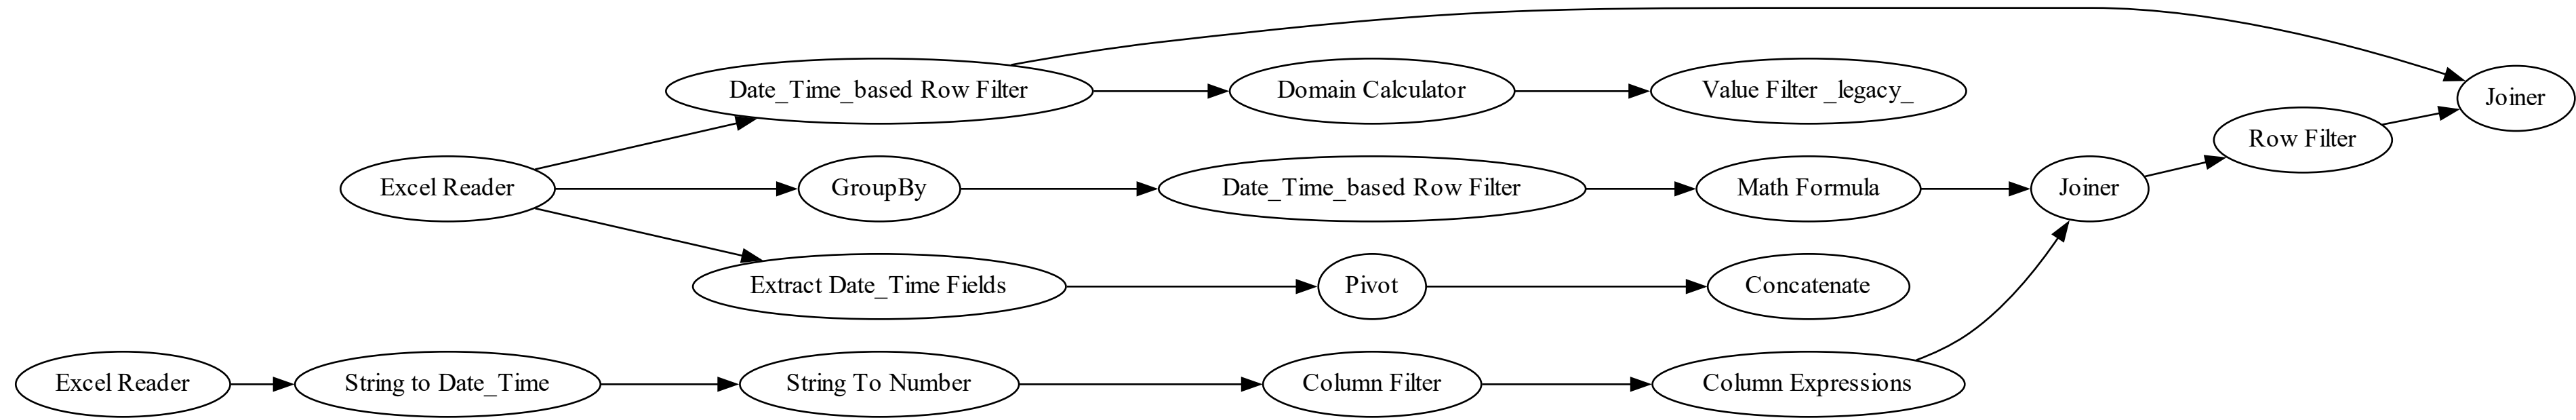 Date_Time_based Row Filter
Domain Calculator
Value Filter _legacy_
Joiner
Row Filter
Excel Reader
GroupBy
Date_Time_based Row Filter
Math Formula
Joiner
Extract Date_Time Fields
Pivot
Concatenate
Excel Reader
String to Date_Time
String To Number
Column Filter
Column Expressions